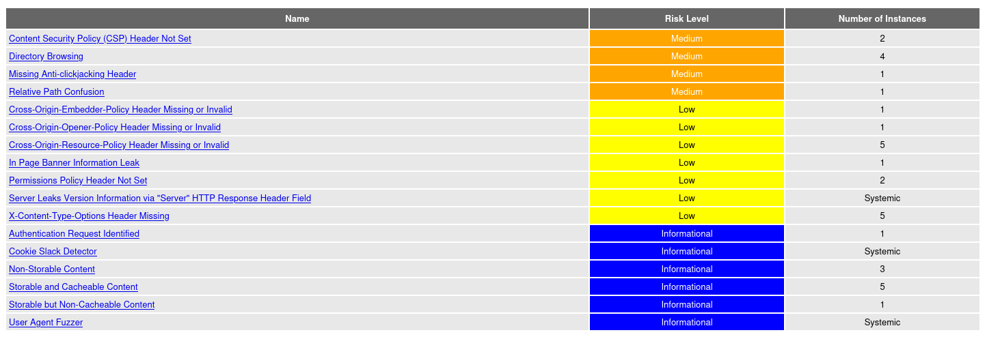 Name Risk Level Number of Instances
Content Security Policy (CSP) Header Not Set Medium 2
Directory Browsing Medium 4
Missing Anti-clickjacking Header Medium 1
Relative Path Confusion Medium 1
Cross-Origin-Embedder-Policy Header Missing or Invalid Low 1
Cross-Origin-Opener-Policy Header Missing or Invalid Low 1
Cross-Origin-Resource-Policy Header Missing or Invalid Low 5
In Page Banner Information Leak Low 1
Permissions Policy Header Not Set Low 2
Server Leaks Version Information via "Server" HTTP Response Header Field Low Systemic
X-Content-Type-Options Header Missing Low 5
Authentication Request Identified Informational 1
Cookie Slack Detector Informational Systemic
Non-Storable Content Informational 3
Storable and Cacheable Content Informational 5
Storable but Non-Cacheable Content Informational 1
User Agent Fuzzer Informational Systemic